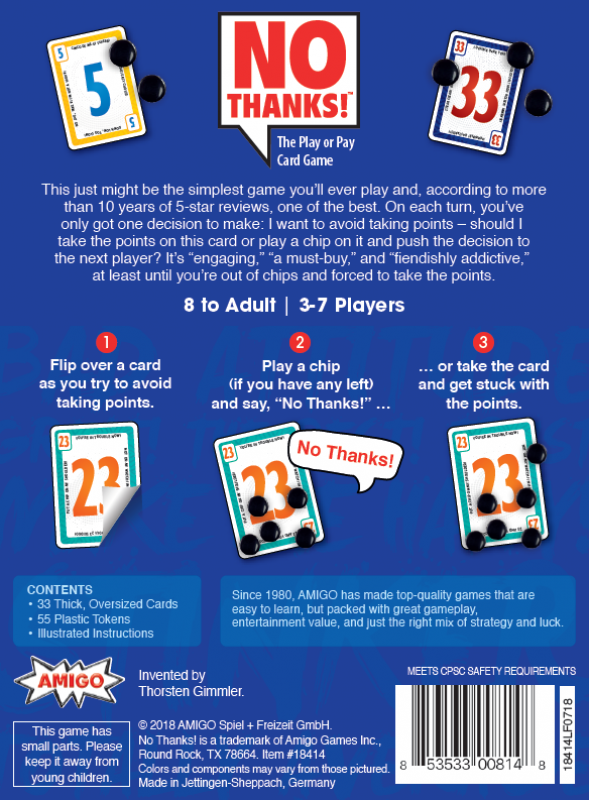 5
5
NO
THANKS!™
The Play or Pay
Card Game
33
33
33
This just might be the simplest game you'll ever play and, according to more
than 10 years of 5-star reviews, one of the best. On each turn, you've
only got one decision to make: I want to avoid taking points – should I
take the points on this card or play a chip on it and push the decision to
the next player? It's “engaging,” “a must-buy,” and “fiendishly addictive,”
at least until you're out of chips and forced to take the points.
8 to Adult | 3-7 Players
1
Flip over a card
as you try to avoid
taking points.
2
Play a chip
(if you have any left)
and say, “No Thanks!” ...
3
... or take the card
and get stuck with
the points.
23
23
23
23
No Thanks!
23
23
CONTENTS
• 33 Thick, Oversized Cards
• 55 Plastic Tokens
• Illustrated Instructions
Since 1980, AMIGO has made top-quality games that are
easy to learn, but packed with great gameplay,
entertainment value, and just the right mix of strategy and luck.
AMIGO
Invented by
Thorsten Gimmler.
MEETS CPSC SAFETY REQUIREMENTS
This game has
small parts. Please
keep it away from
young children.
© 2018 AMIGO Spiel + Freizeit GmbH.
No Thanks! is a trademark of Amigo Games Inc.,
Round Rock, TX 78664. Item #18414
Colors and components may vary from those pictured.
Made in Jettingen-Scheppach, Germany
8 53533 00814 8
18414LF0718